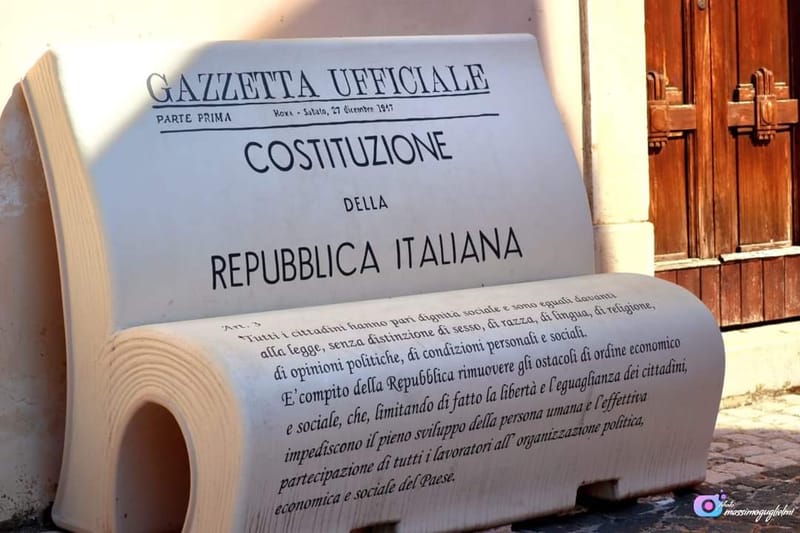 GAZZETTA UFFICIALE
PARTE PRIMA Roma - Sabato, 27 dicembre 1947
COSTITUZIONE
DELLA
REPUBBLICA ITALIANA
Art. 3
"Tutti i cittadini hanno pari dignità sociale e sono eguali davanti
alla legge, senza distinzione di sesso, di razza, di lingua, di religione,
di opinioni politiche, di condizioni personali e sociali.
E' compito della Repubblica rimuovere gli ostacoli di ordine economico
e sociale, che, limitando di fatto la libertà e l'eguaglianza dei cittadini,
impediscono il pieno sviluppo della persona umana e l'effettiva
partecipazione di tutti i lavoratori all' organizzazione politica,
economica e sociale del Paese.
massimoguglielmi